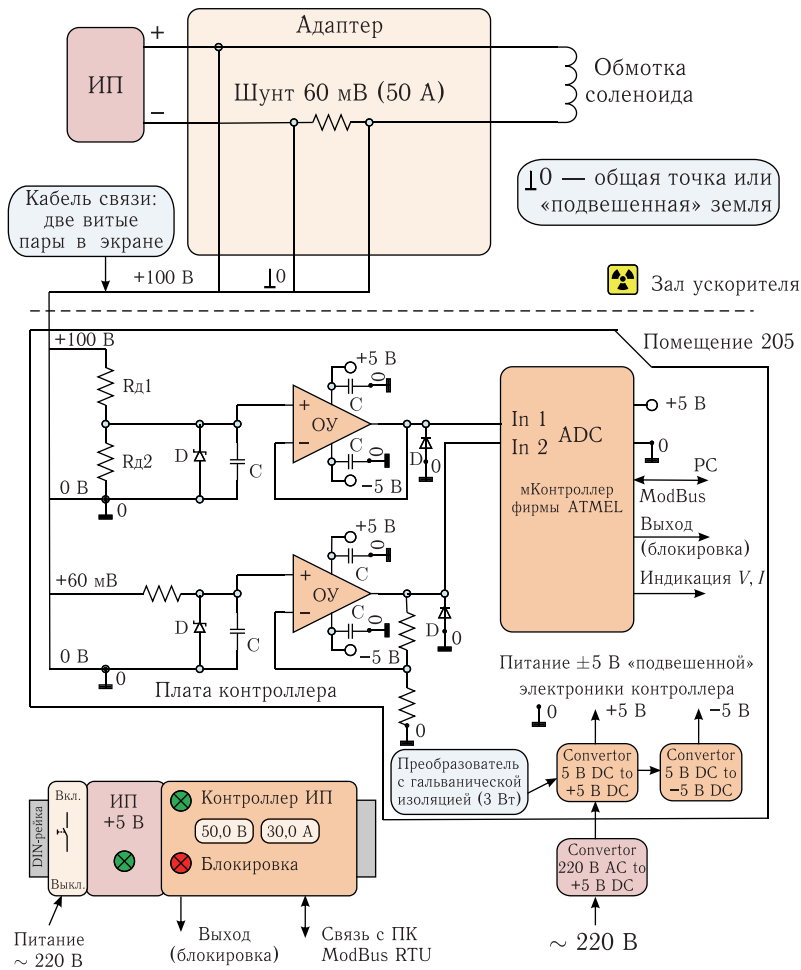 Адаптер
+
ИП
–
Шунт 60 мВ (50 А)
Обмотка
соленоида
Кабель связи:
две витые
пары в экране
0 — общая точка или
«подвешенная» земля
+100 В
0
Зал ускорителя
Помещение 205
+100 В
Rд1
Rд2
D
C
0 В
0
+
–
ОУ
+5 В
0
C
C
0
–5 В
D
0
In 1
In 2
ADC
мКонтроллер
фирмы ATMEL
+5 В
0
PC
ModBus
Выход
(блокировка)
Индикация V, I
+60 мВ
D
C
0 В
0
+
–
ОУ
+5 В
0
C
C
0
–5 В
D
0
0
Плата контроллера
Питание ±5 В «подвешенной»
электроники контроллера
0
+5 В
–5 В
Преобразователь
с гальванической
изоляцией (3 Вт)
Convertor
5 В DC to
+5 В DC
Convertor
5 В DC to
–5 В DC
Convertor
220 В AC to
+5 В DC
~ 220 В
DIN-рейка
Вкл.
Выкл.
ИП
+5 В
Контроллер ИП
50,0 В
30,0 А
Блокировка
Питание
~ 220 В
Выход
(блокировка)
Связь с ПК
ModBus RTU